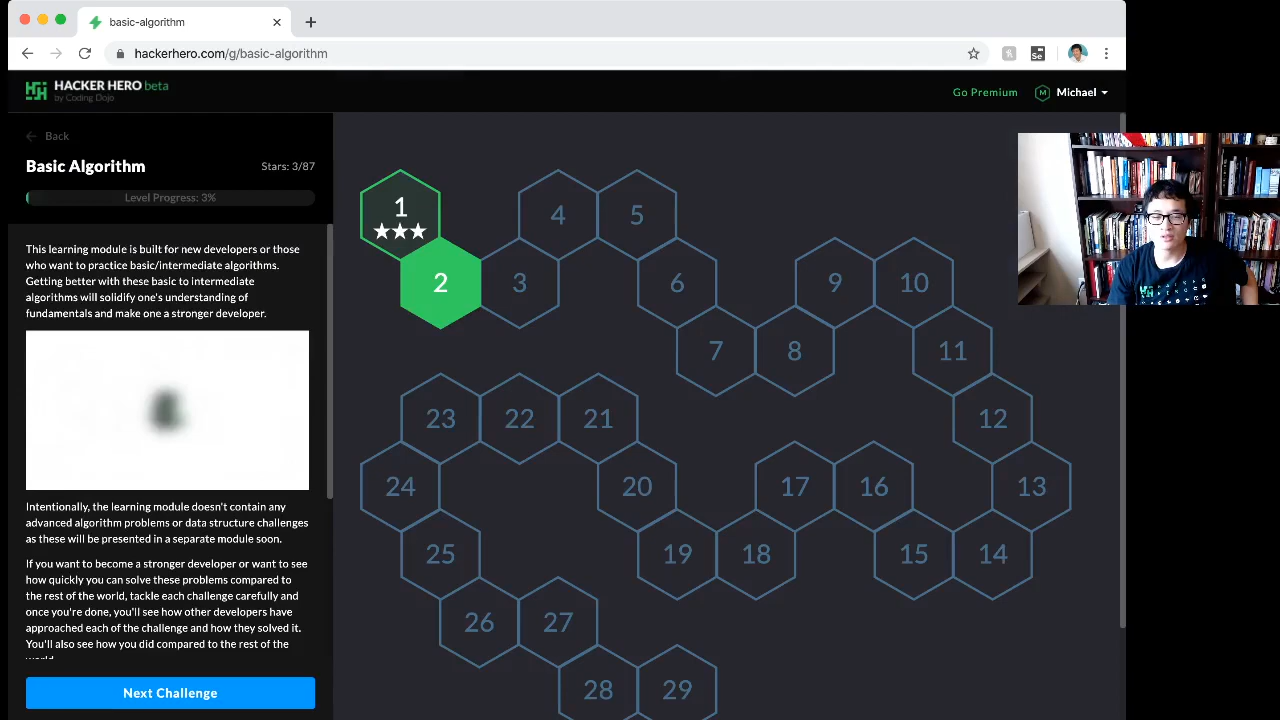 basic-algorithm
hackerhero.com/g/basic-algorithm
Se
HACKER HERO beta
by Coding Dojo
Go Premium
M
Michael
Back
Basic Algorithm
Stars: 3/87
Level Progress: 3%
This learning module is built for new developers or those
who want to practice basic/intermediate algorithms.
Getting better with these basic to intermediate
algorithms will solidify one's understanding of
fundamentals and make one a stronger developer.
Intentionally, the learning module doesn't contain any
advanced algorithm problems or data structure challenges
as these will be presented in a separate module soon.
If you want to become a stronger developer or want to see
how quickly you can solve these problems compared to
the rest of the world, tackle each challenge carefully and
once you're done, you'll see how other developers have
approached each of the challenge and how they solved it.
You'll also see how you did compared to the rest of the
world
Next Challenge
1
4
5
2
3
6
9
10
7
8
11
23
22
21
12
24
20
17
16
13
25
19
18
15
14
26
27
28
29